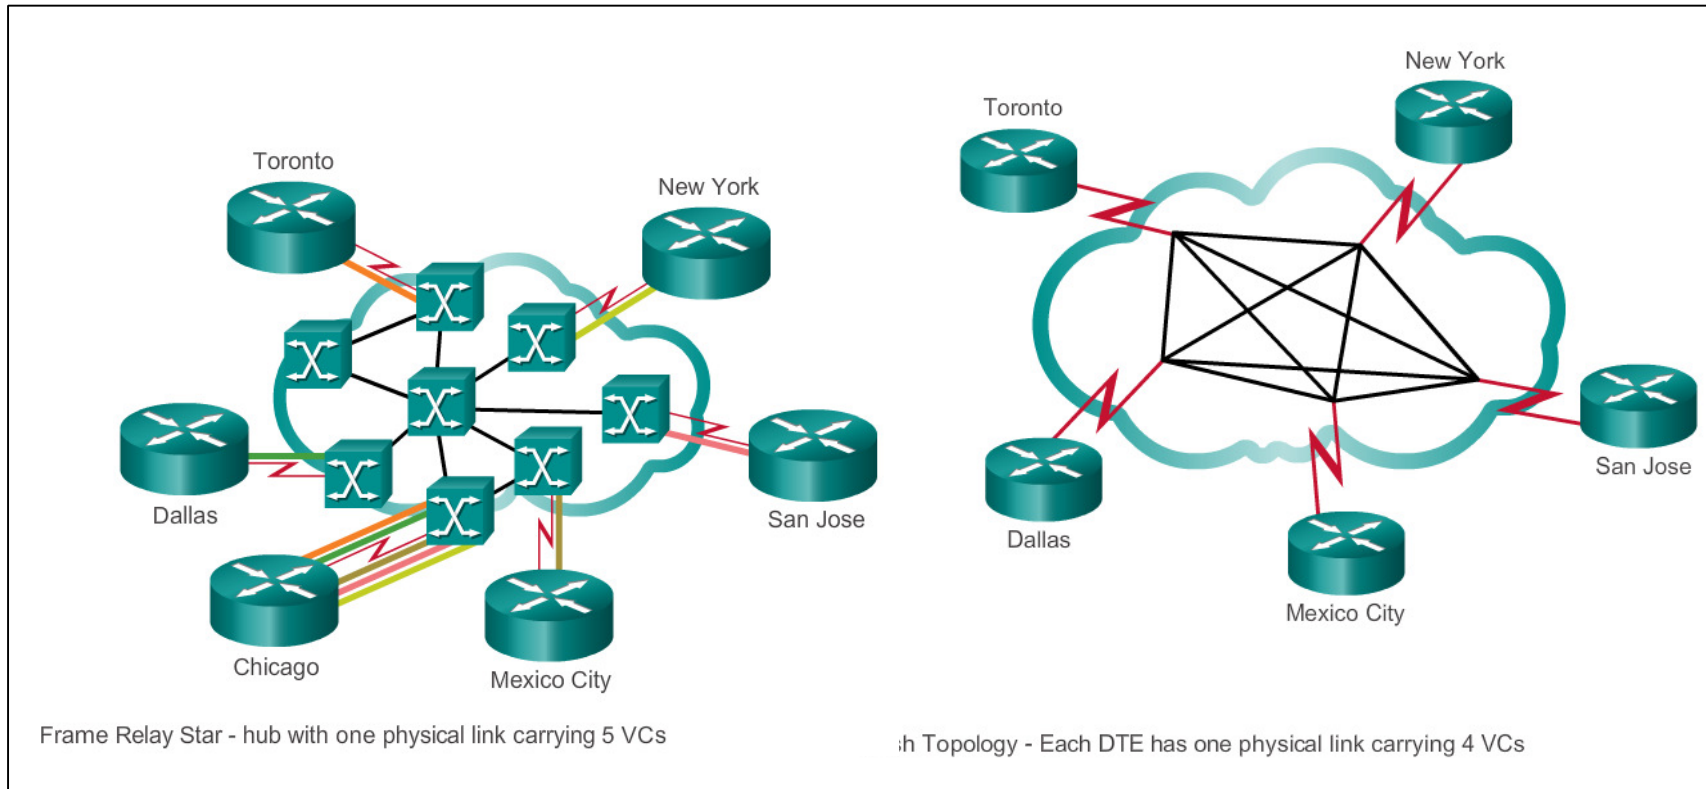 Toronto
New York
Dallas
San Jose
Chicago
Mexico City
Frame Relay Star - hub with one physical link carrying 5 VCs
New York
Toronto
San Jose
Dallas
Mexico City
sh Topology - Each DTE has one physical link carrying 4 VCs